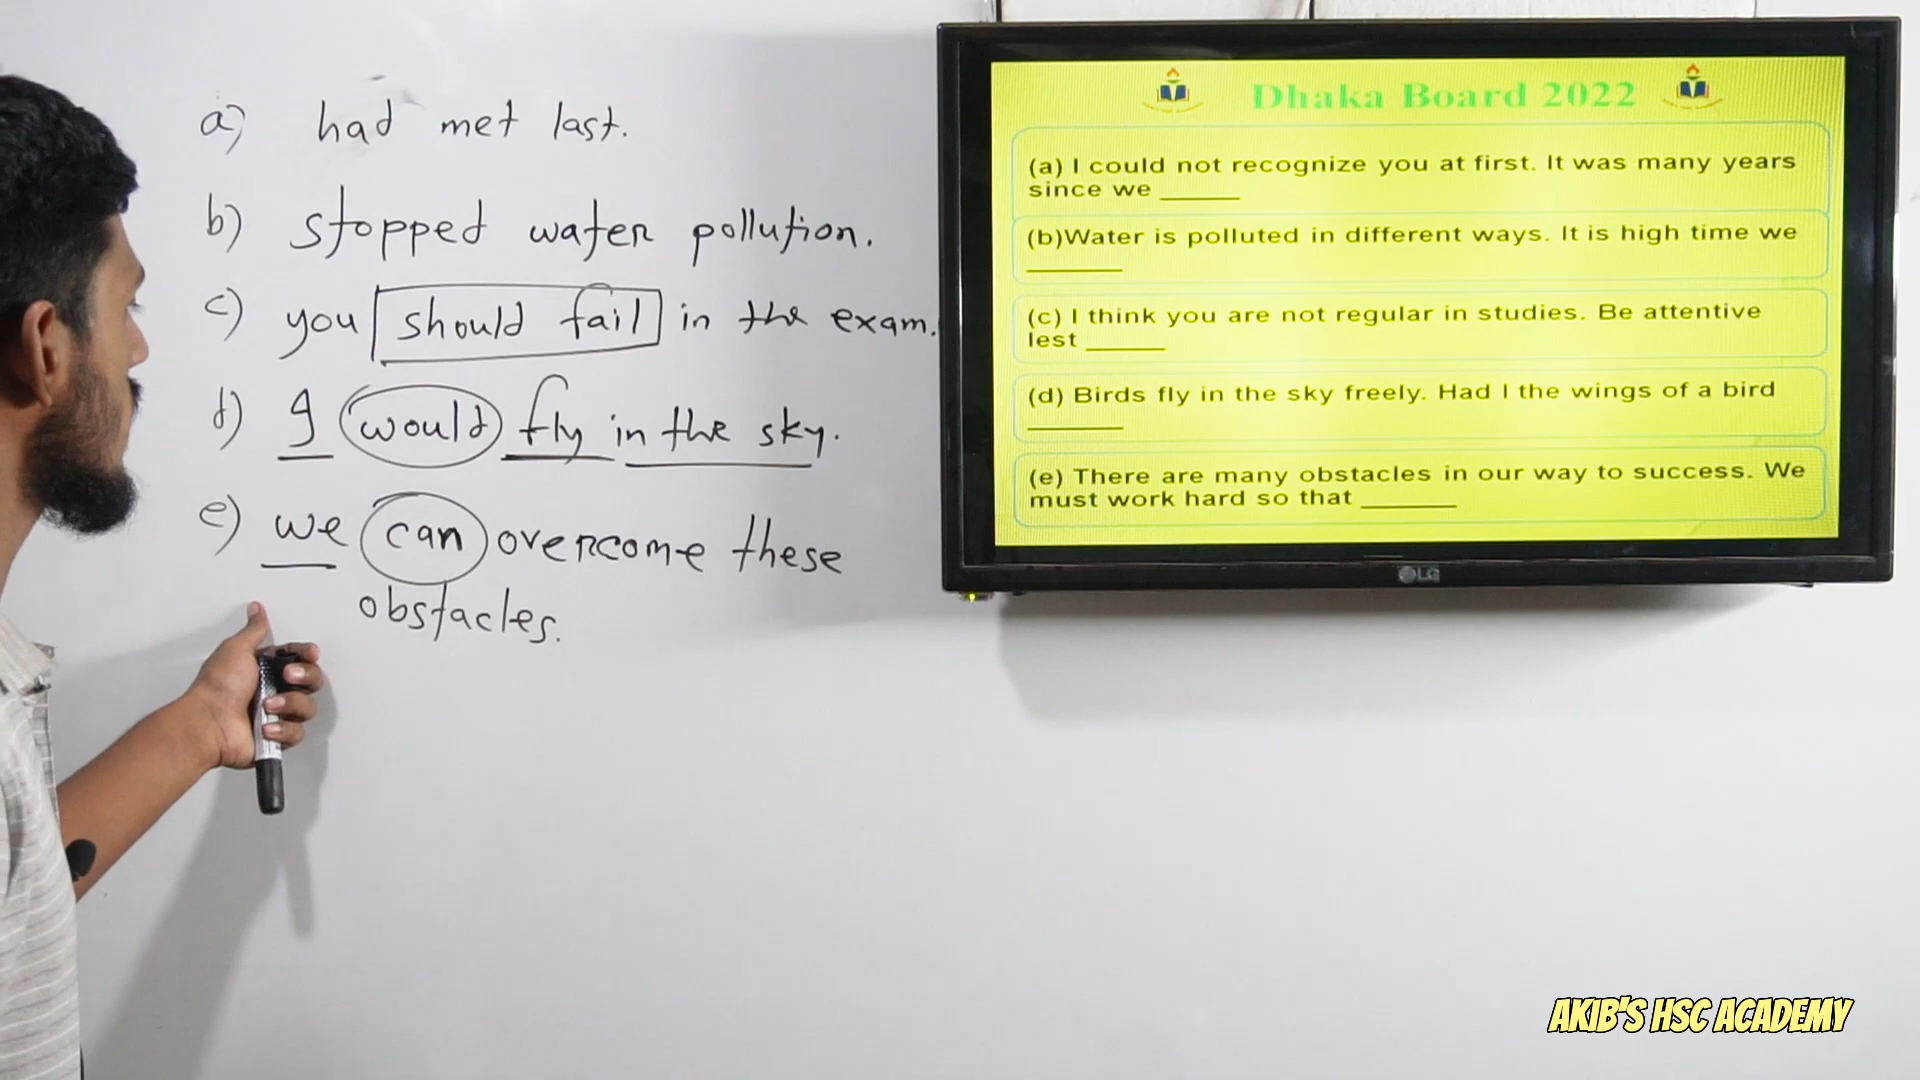 a) had met last.
b) stopped water pollution.
c) you should fail in the exam.
d) I would fly in the sky.
e) we can overcome these
obstacles.
Dhaka Board 2022
(a) I could not recognize you at first. It was many years
since we ______
(b)Water is polluted in different ways. It is high time we
_______
(c) I think you are not regular in studies. Be attentive
lest ______
(d) Birds fly in the sky freely. Had I the wings of a bird
_______
(e) There are many obstacles in our way to success. We
must work hard so that _______
LG
AKIB'S HSC ACADEMY